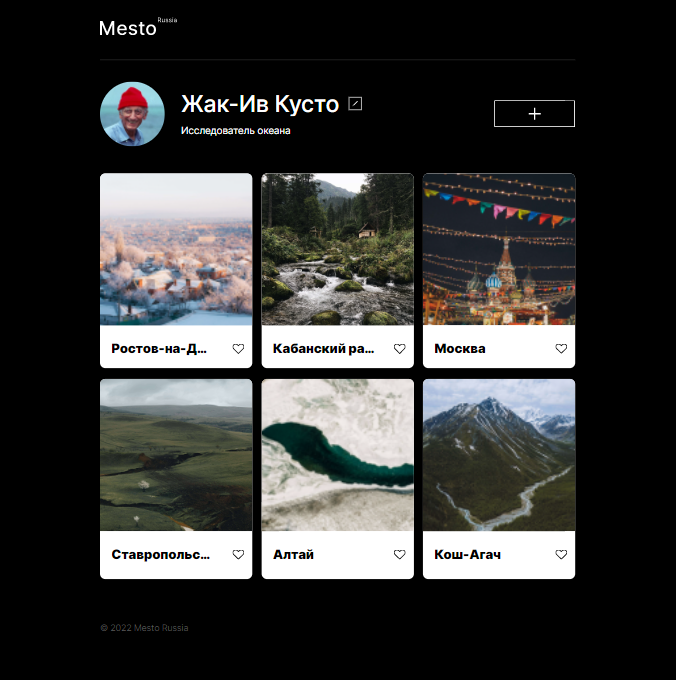 Mesto Russia
Жак-Ив Кусто
Исследователь океана
Ростов-на-Д...
Кабанский ра...
Москва
Ставропольс...
Алтай
Кош-Агач
© 2022 Mesto Russia